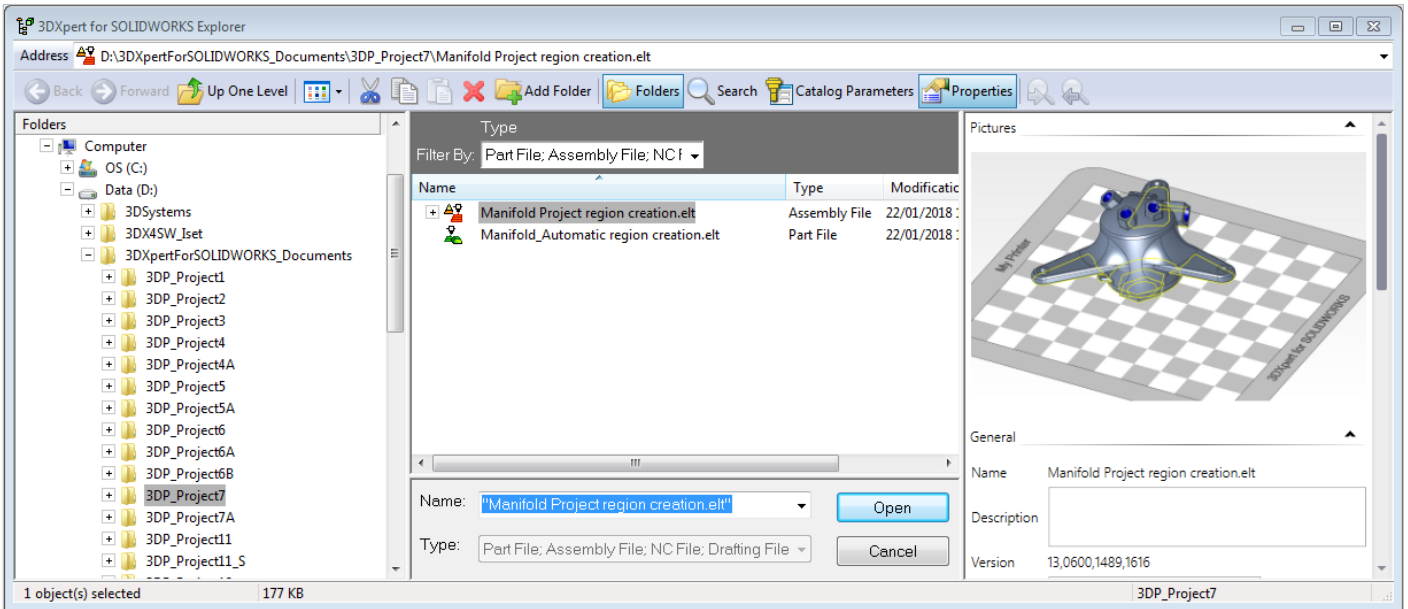 3DXpert for SOLIDWORKS Explorer
Address D:\3DXpertForSOLIDWORKS_Documents\3DP_Project7\Manifold Project region creation.elt
Back Forward Up One Level Add Folder Folders Search Catalog Parameters Properties
Folders
Computer
OS (C:)
Data (D:)
3DSystems
3DX4SW_Iset
3DXpertForSOLIDWORKS_Documents
3DP_Project1
3DP_Project2
3DP_Project3
3DP_Project4
3DP_Project4A
3DP_Project5
3DP_Project5A
3DP_Project6
3DP_Project6A
3DP_Project6B
3DP_Project7
3DP_Project7A
3DP_Project11
3DP_Project11_S
Type
Filter By: Part File; Assembly File; NC F
Name Type Modificatic
Manifold Project region creation.elt Assembly File 22/01/2018 1
Manifold_Automatic region creation.elt Part File 22/01/2018 1
Name: "Manifold Project region creation.elt" Open
Type: Part File; Assembly File; NC File; Drafting File Cancel
Pictures
My Printer
3DXpert for SOLIDWORKS
General
Name Manifold Project region creation.elt
Description
Version 13,0600,1489,1616
1 object(s) selected 177 KB 3DP_Project7